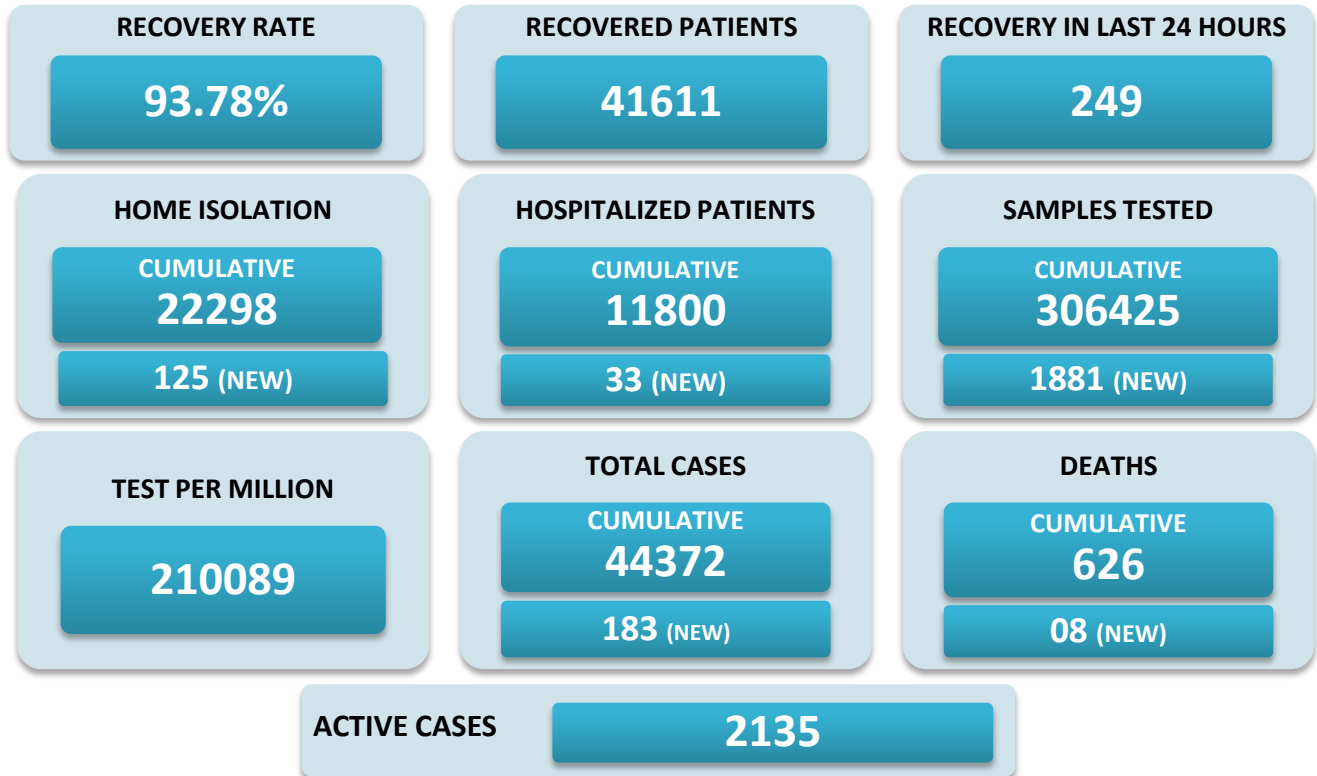 RECOVERY RATE
93.78%
RECOVERED PATIENTS
41611
RECOVERY IN LAST 24 HOURS
249
HOME ISOLATION
CUMULATIVE
22298
125 (NEW)
HOSPITALIZED PATIENTS
CUMULATIVE
11800
33 (NEW)
SAMPLES TESTED
CUMULATIVE
306425
1881 (NEW)
TEST PER MILLION
210089
TOTAL CASES
CUMULATIVE
44372
183 (NEW)
DEATHS
CUMULATIVE
626
08 (NEW)
ACTIVE CASES
2135